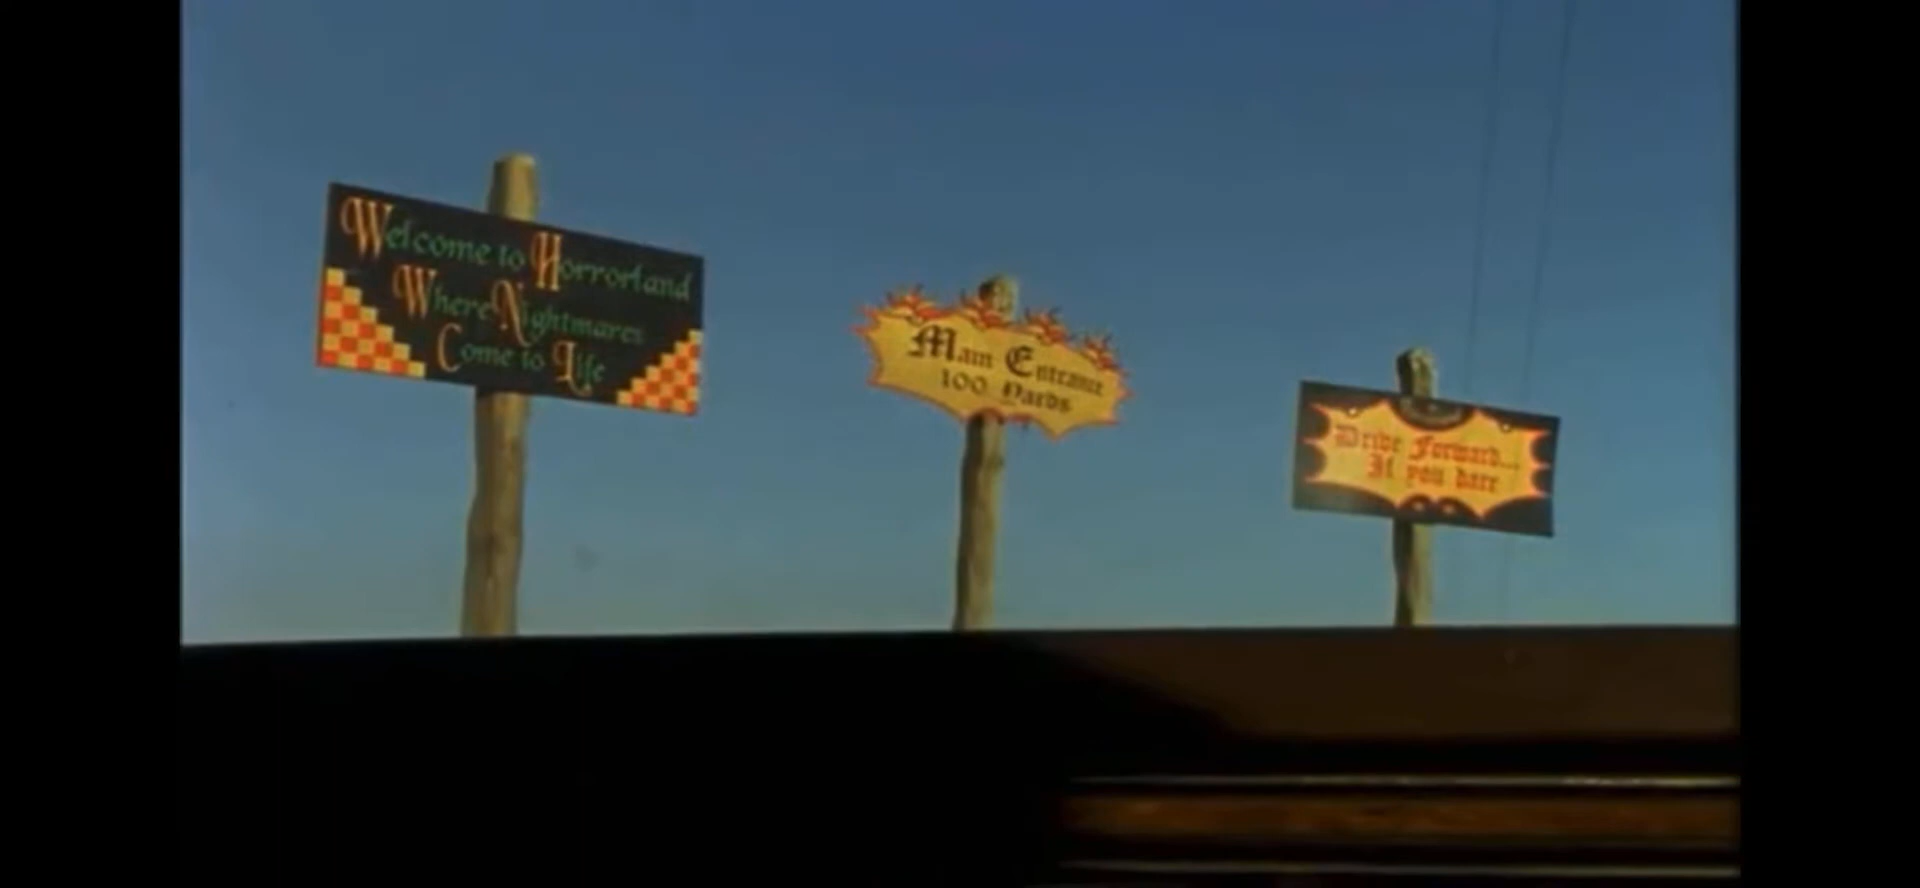 Welcome to Horrorland
Where Nightmares
Come to Life
Main Entrance
100 Yards
Drive Forward...
If you dare